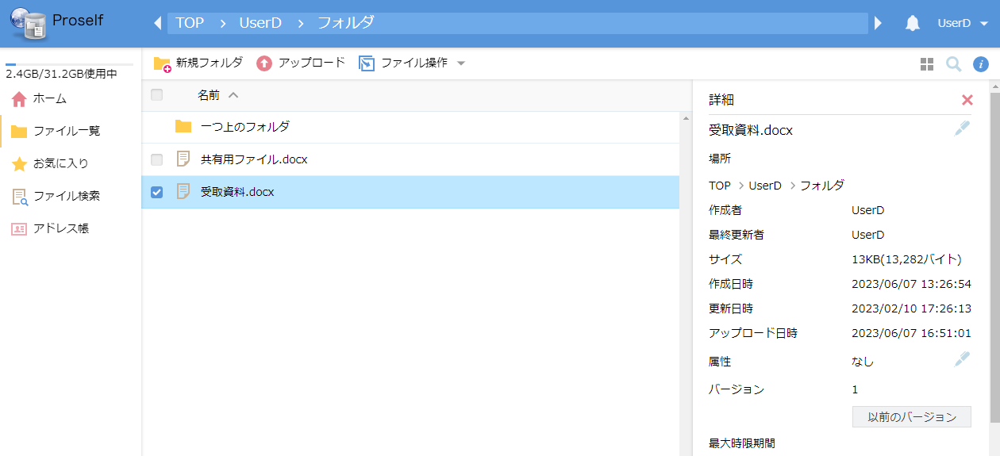 Proself
TOP > UserD > フォルダ
UserD
2.4GB/31.2GB使用中
ホーム
ファイル一覧
お気に入り
ファイル検索
アドレス帳
新規フォルダ アップロード ファイル操作
名前
一つ上のフォルダ
共有用ファイル.docx
受取資料.docx
詳細
受取資料.docx
場所
TOP > UserD > フォルダ
作成者 UserD
最終更新者 UserD
サイズ 13KB(13,282バイト)
作成日時 2023/06/07 13:26:54
更新日時 2023/02/10 17:26:13
アップロード日時 2023/06/07 16:51:01
属性 なし
バージョン 1
以前のバージョン
最大時限期間